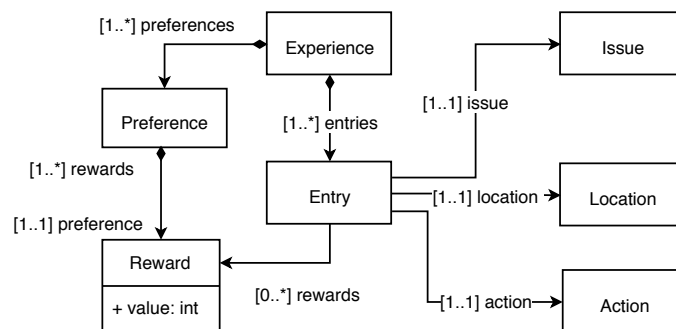 [1..*] preferences
Experience
Issue
Preference
[1..*] entries
[1..1] issue
[1..*] rewards
Entry
[1..1] location
Location
[1..1] preference
Reward
[0..*] rewards
[1..1] action
Action
+ value: int